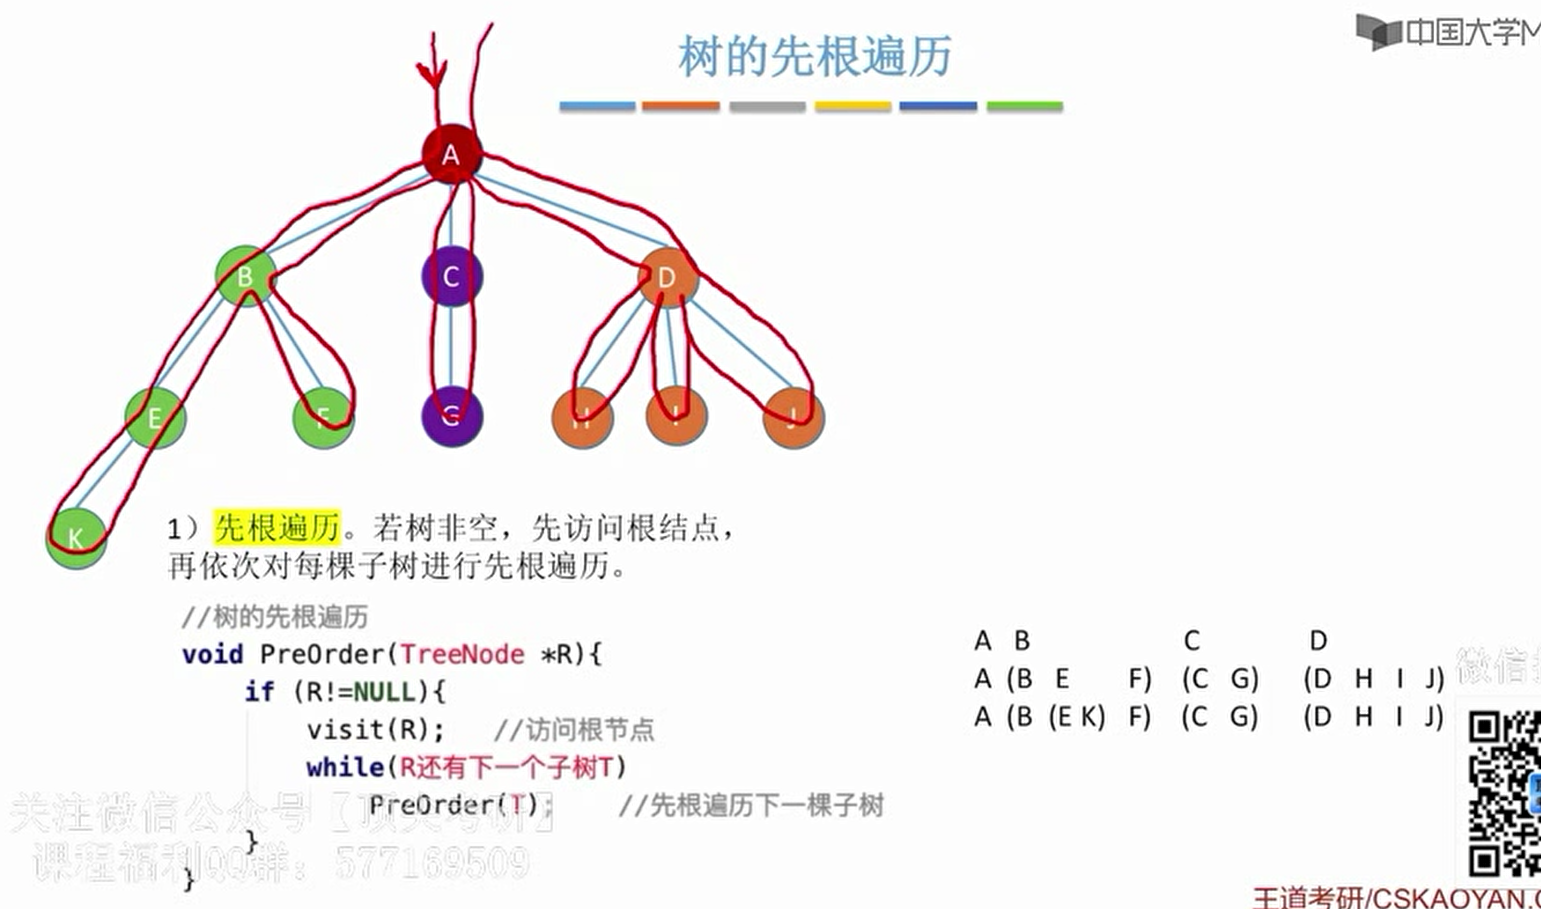 中国大学M
树的先根遍历
A
B
C
D
E
F
G
H
I
J
K
1）先根遍历。若树非空，先访问根结点，
再依次对每棵子树进行先根遍历。
//树的先根遍历
void PreOrder(TreeNode *R){
if (R!=NULL){
visit(R); //访问根节点
while(R还有下一个子树T)
PreOrder(T); //先根遍历下一棵子树
}
}
A B C D
A (B E F) (C G) (D H I J)
A (B (E K) F) (C G) (D H I J)
微信
关注微信公众号【顶尖考研】
课程福利QQ群：577169509
王道考研/CSKAOYAN.